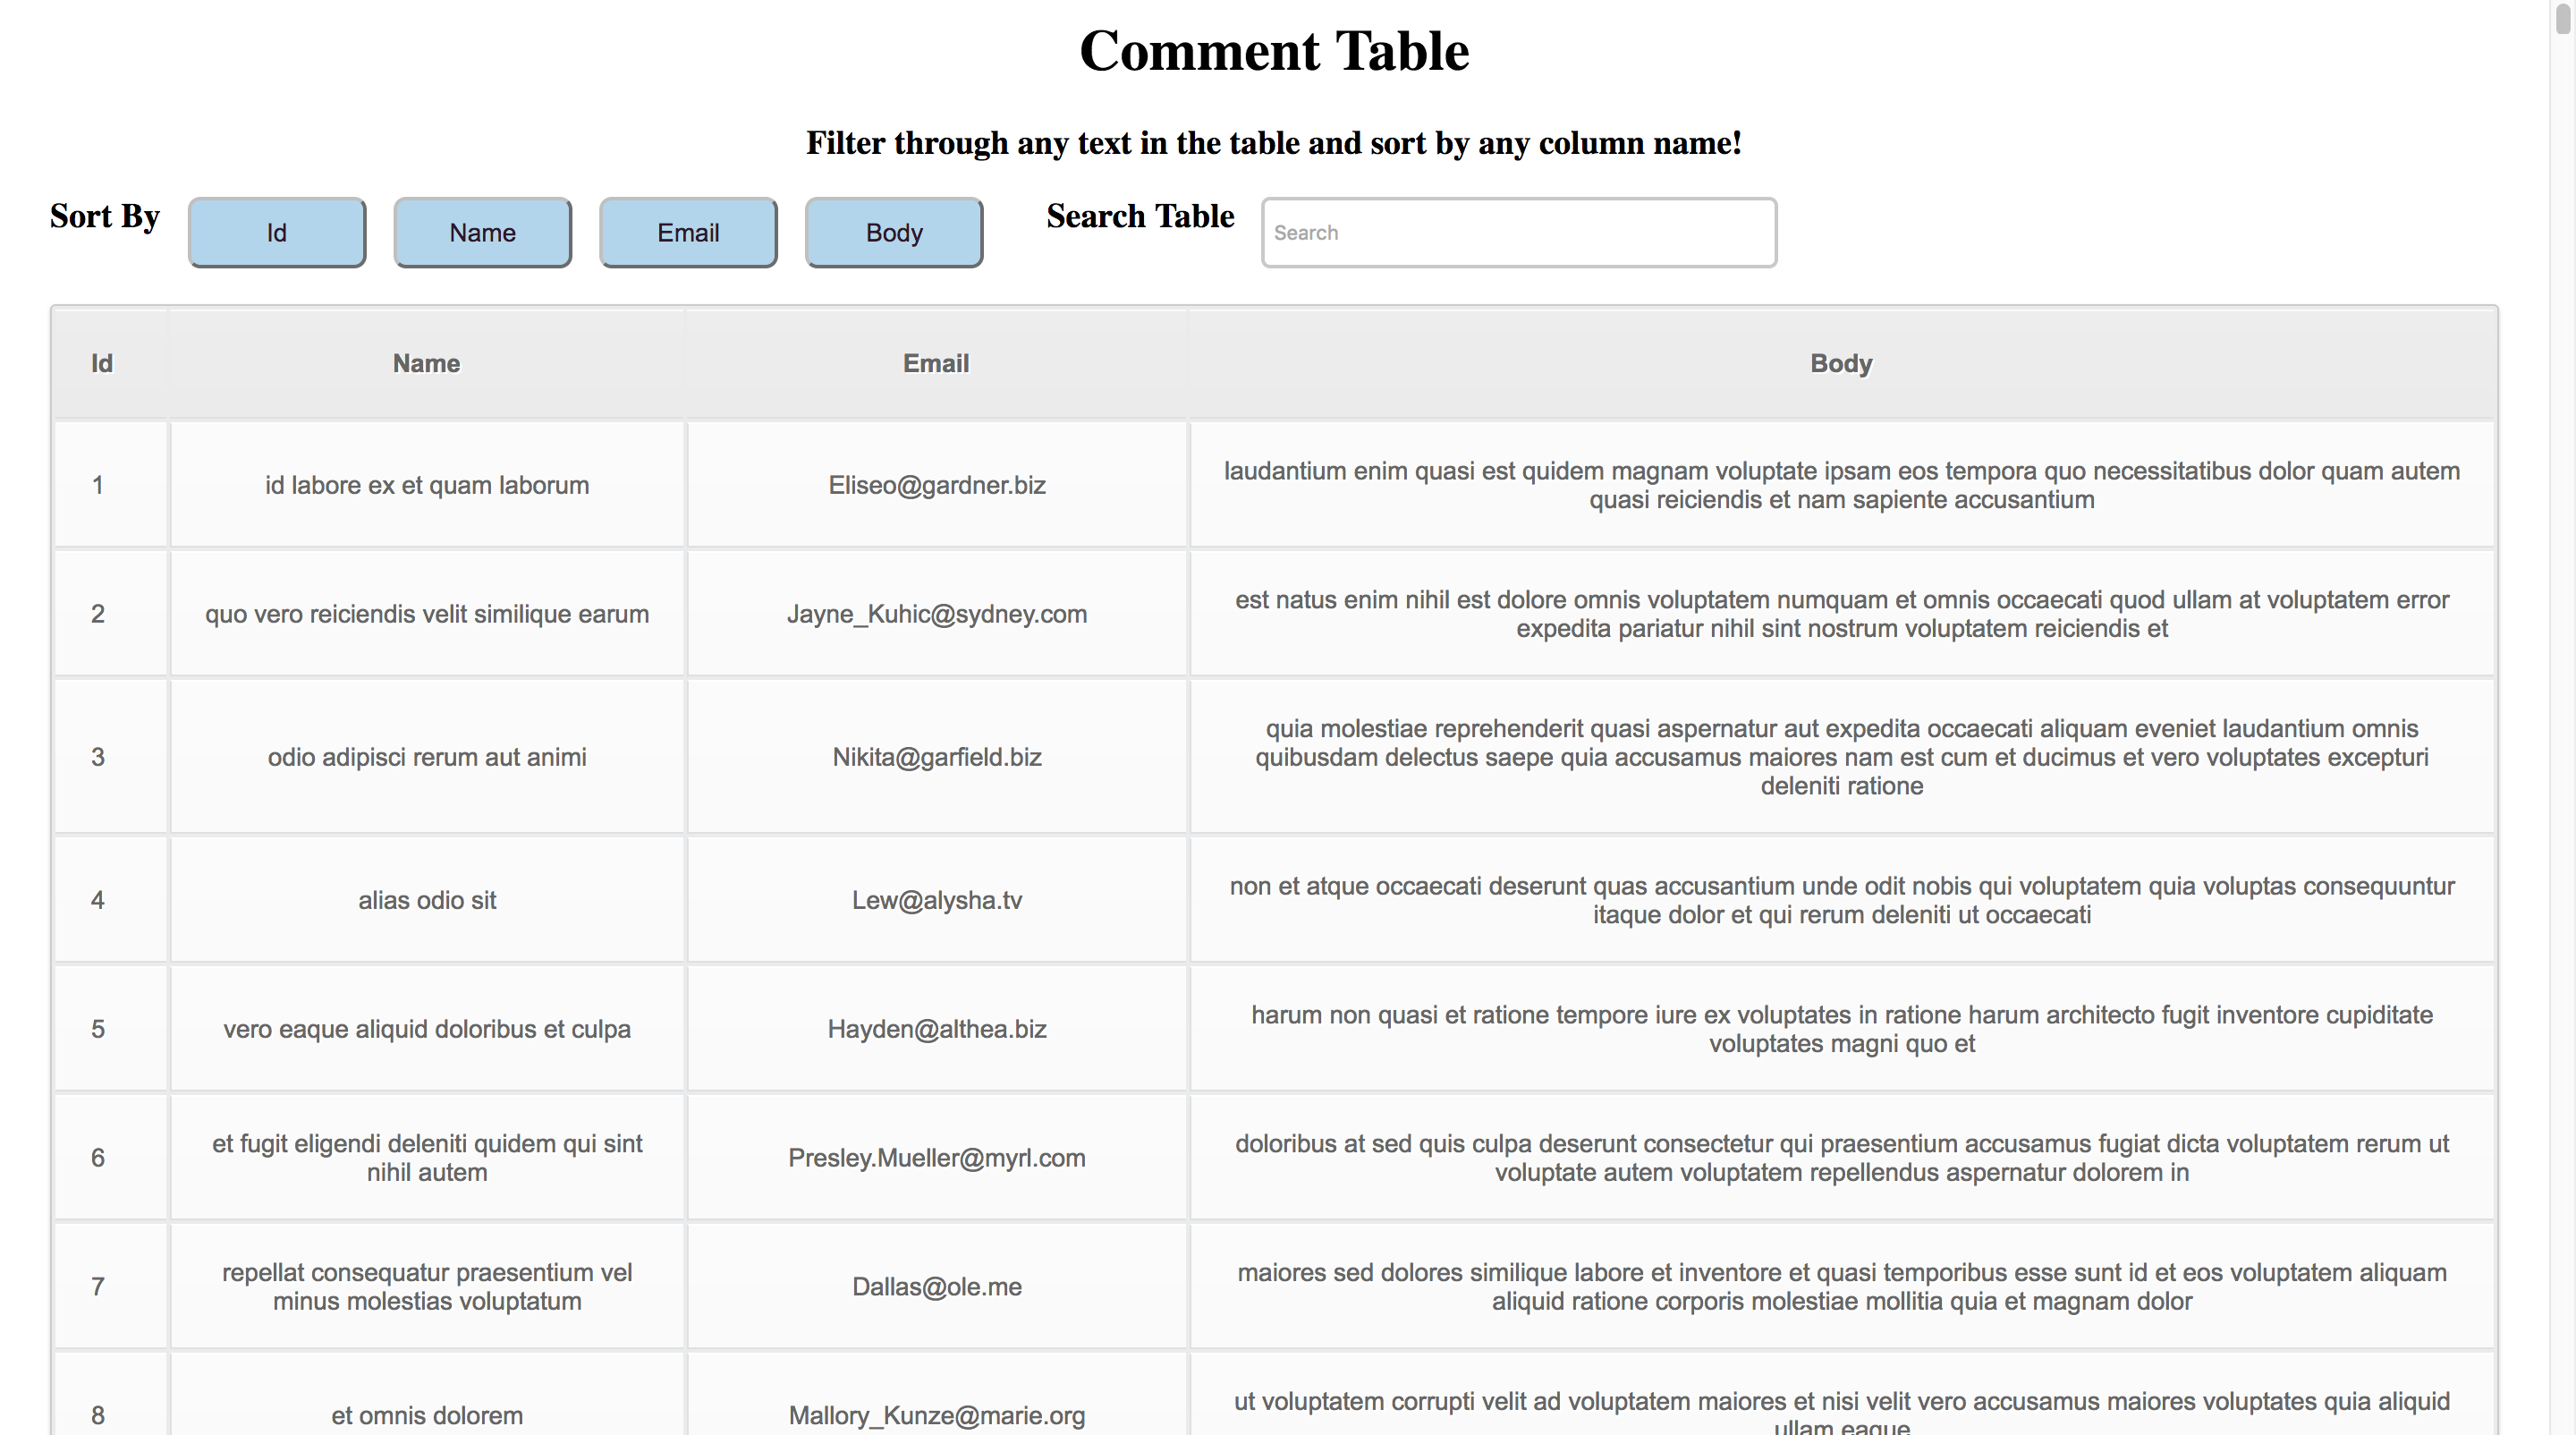 Comment Table
Filter through any text in the table and sort by any column name!
Sort By Id Name Email Body Search Table Search
Id Name Email Body
1 id labore ex et quam laborum Eliseo@gardner.biz laudantium enim quasi est quidem magnam voluptate ipsam eos tempora quo necessitatibus dolor quam autem
quasi reiciendis et nam sapiente accusantium
2 quo vero reiciendis velit similique earum Jayne_Kuhic@sydney.com est natus enim nihil est dolore omnis voluptatem numquam et omnis occaecati quod ullam at voluptatem error
expedita pariatur nihil sint nostrum voluptatem reiciendis et
3 odio adipisci rerum aut animi Nikita@garfield.biz quia molestiae reprehenderit quasi aspernatur aut expedita occaecati aliquam eveniet laudantium omnis
quibusdam delectus saepe quia accusamus maiores nam est cum et ducimus et vero voluptates excepturi
deleniti ratione
4 alias odio sit Lew@alysha.tv non et atque occaecati deserunt quas accusantium unde odit nobis qui voluptatem quia voluptas consequuntur
itaque dolor et qui rerum deleniti ut occaecati
5 vero eaque aliquid doloribus et culpa Hayden@althea.biz harum non quasi et ratione tempore iure ex voluptates in ratione harum architecto fugit inventore cupiditate
voluptates magni quo et
6 et fugit eligendi deleniti quidem qui sint
nihil autem Presley.Mueller@myrl.com doloribus at sed quis culpa deserunt consectetur qui praesentium accusamus fugiat dicta voluptatem rerum ut
voluptate autem voluptatem repellendus aspernatur dolorem in
7 repellat consequatur praesentium vel
minus molestias voluptatum Dallas@ole.me maiores sed dolores similique labore et inventore et quasi temporibus esse sunt id et eos voluptatem aliquam
aliquid ratione corporis molestiae mollitia quia et magnam dolor
8 et omnis dolorem Mallory_Kunze@marie.org ut voluptatem corrupti velit ad voluptatem maiores et nisi velit vero accusamus maiores voluptates quia aliquid
ullam eaque